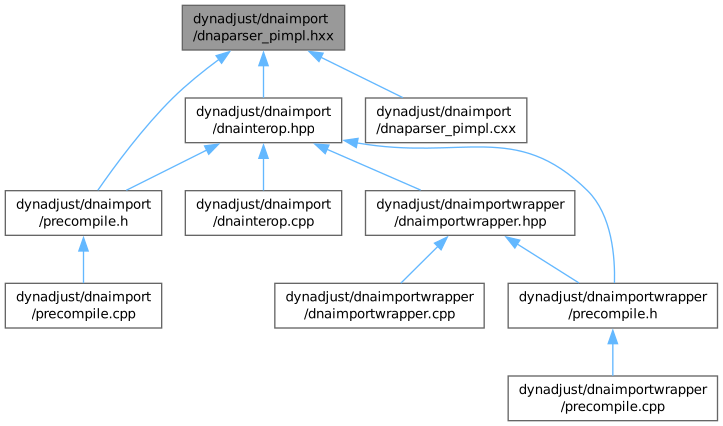 dynadjust/dnaimport
/dnaparser_pimpl.hxx
dynadjust/dnaimport
/dnainterop.hpp
dynadjust/dnaimport
/dnaparser_pimpl.cxx
dynadjust/dnaimport
/precompile.h
dynadjust/dnaimport
/dnainterop.cpp
dynadjust/dnaimportwrapper
/dnaimportwrapper.hpp
dynadjust/dnaimport
/precompile.cpp
dynadjust/dnaimportwrapper
/dnaimportwrapper.cpp
dynadjust/dnaimportwrapper
/precompile.h
dynadjust/dnaimportwrapper
/precompile.cpp